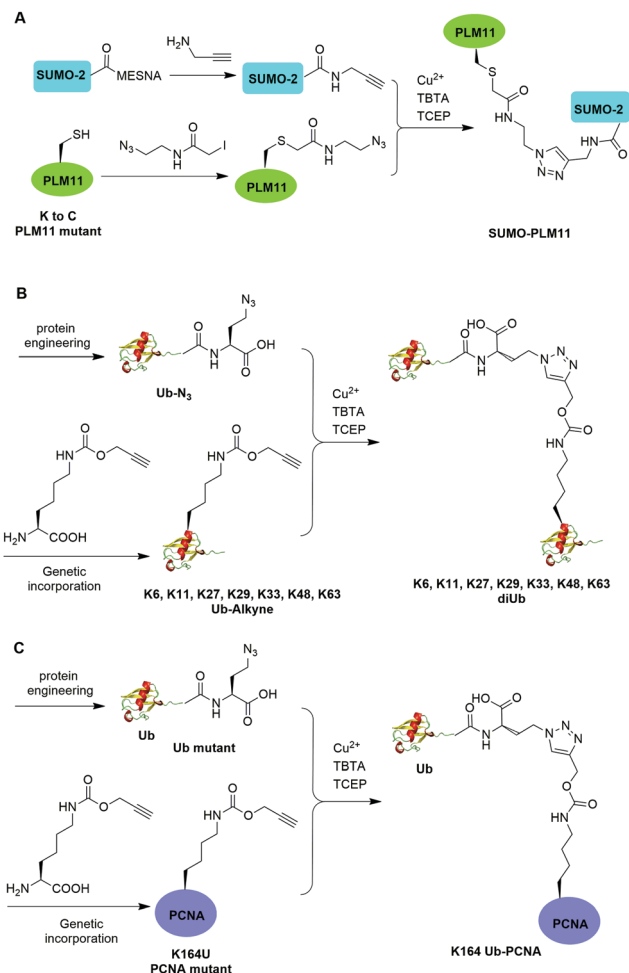 A
SUMO-2
O
MESNA
H2N
SUMO-2
O
N
H
SH
PLM11
K to C
PLM11 mutant
N3
N
H
O
I
S
O
N
H
N3
PLM11
Cu2+
TBTA
TCEP
PLM11
S
O
HN
N
N
N
HN
O
SUMO-2
SUMO-PLM11
B
protein
engineering
O
N
H
N3
OH
O
Ub-N3
HN
O
O
H2N
COOH
Genetic
incorporation
HN
O
O
K6, K11, K27, K29, K33, K48, K63
Ub-Alkyne
Cu2+
TBTA
TCEP
HO
O
O
N
H
N
N
N
O
O
HN
K6, K11, K27, K29, K33, K48, K63
diUb
C
protein
engineering
Ub
O
N
H
N3
OH
O
Ub mutant
HN
O
O
H2N
COOH
Genetic
incorporation
HN
O
O
PCNA
K164U
PCNA mutant
Cu2+
TBTA
TCEP
HO
O
O
N
H
N
N
N
Ub
O
O
HN
PCNA
K164 Ub-PCNA